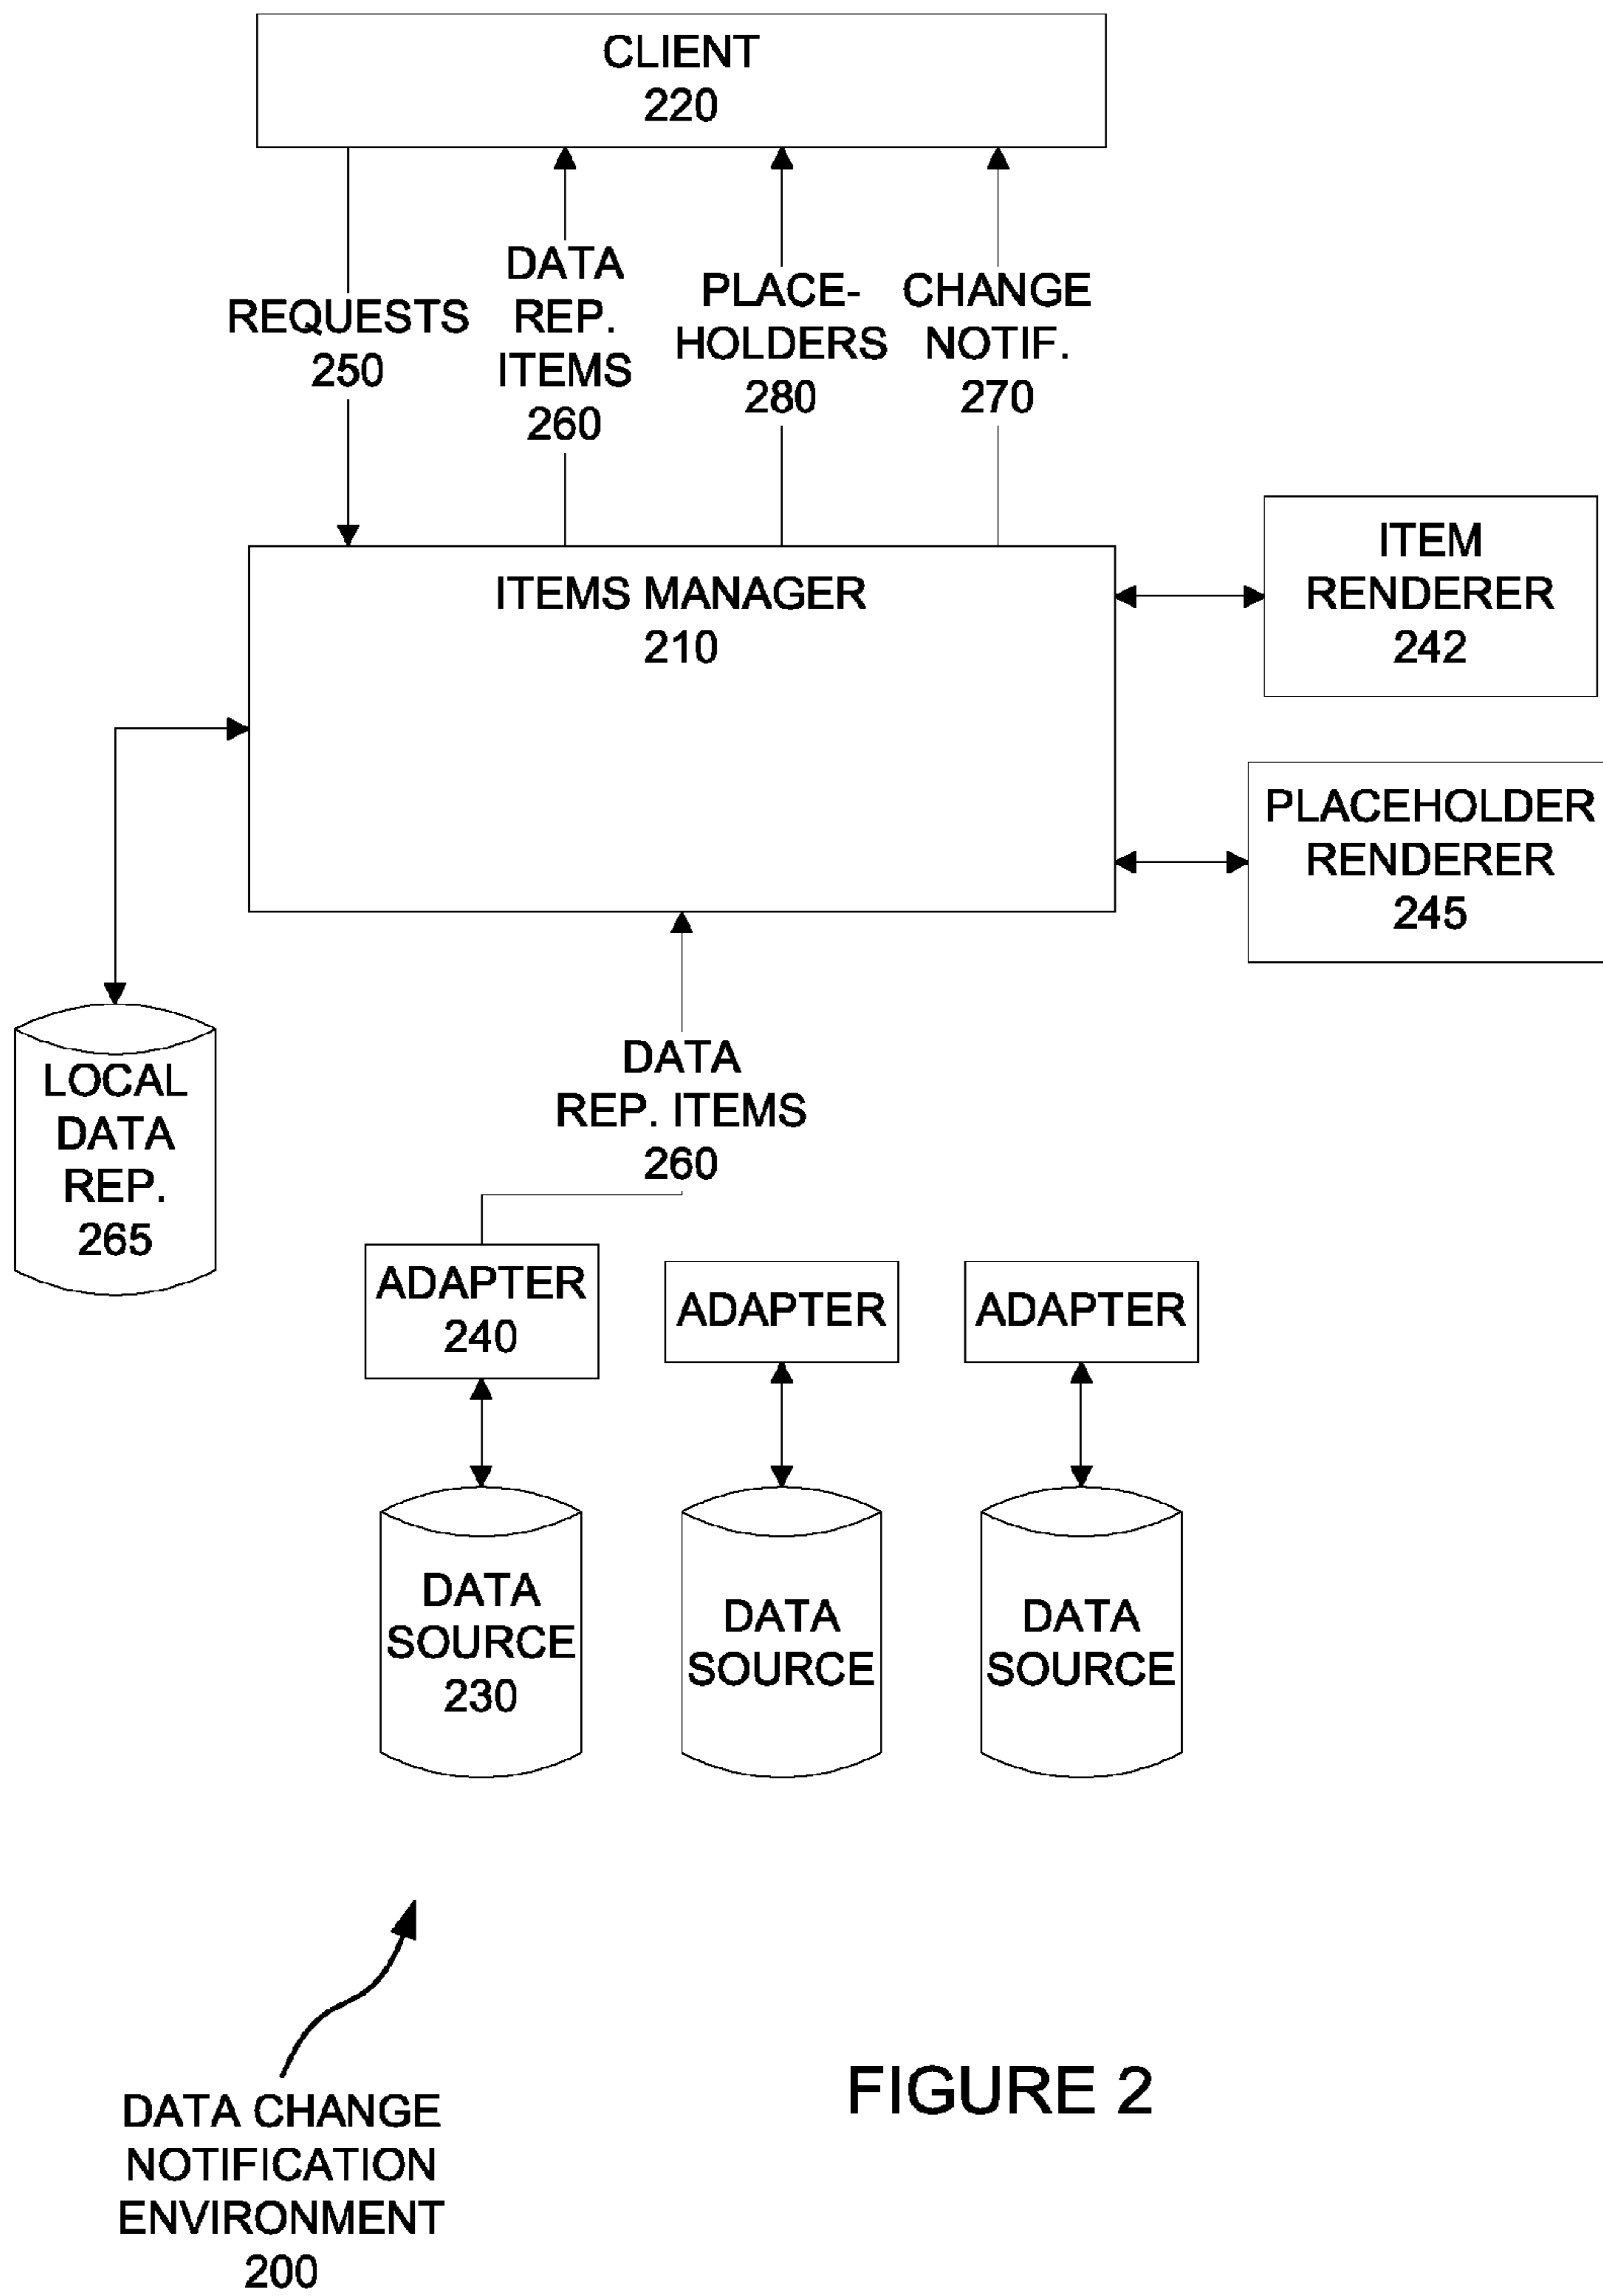 CLIENT
220
REQUESTS
250
DATA
REP.
ITEMS
260
PLACE-
HOLDERS
280
CHANGE
NOTIF.
270
ITEMS MANAGER
210
ITEM
RENDERER
242
PLACEHOLDER
RENDERER
245
LOCAL
DATA
REP.
265
DATA
REP. ITEMS
260
ADAPTER
240
ADAPTER
ADAPTER
DATA
SOURCE
230
DATA
SOURCE
DATA
SOURCE
DATA CHANGE
NOTIFICATION
ENVIRONMENT
200
FIGURE 2